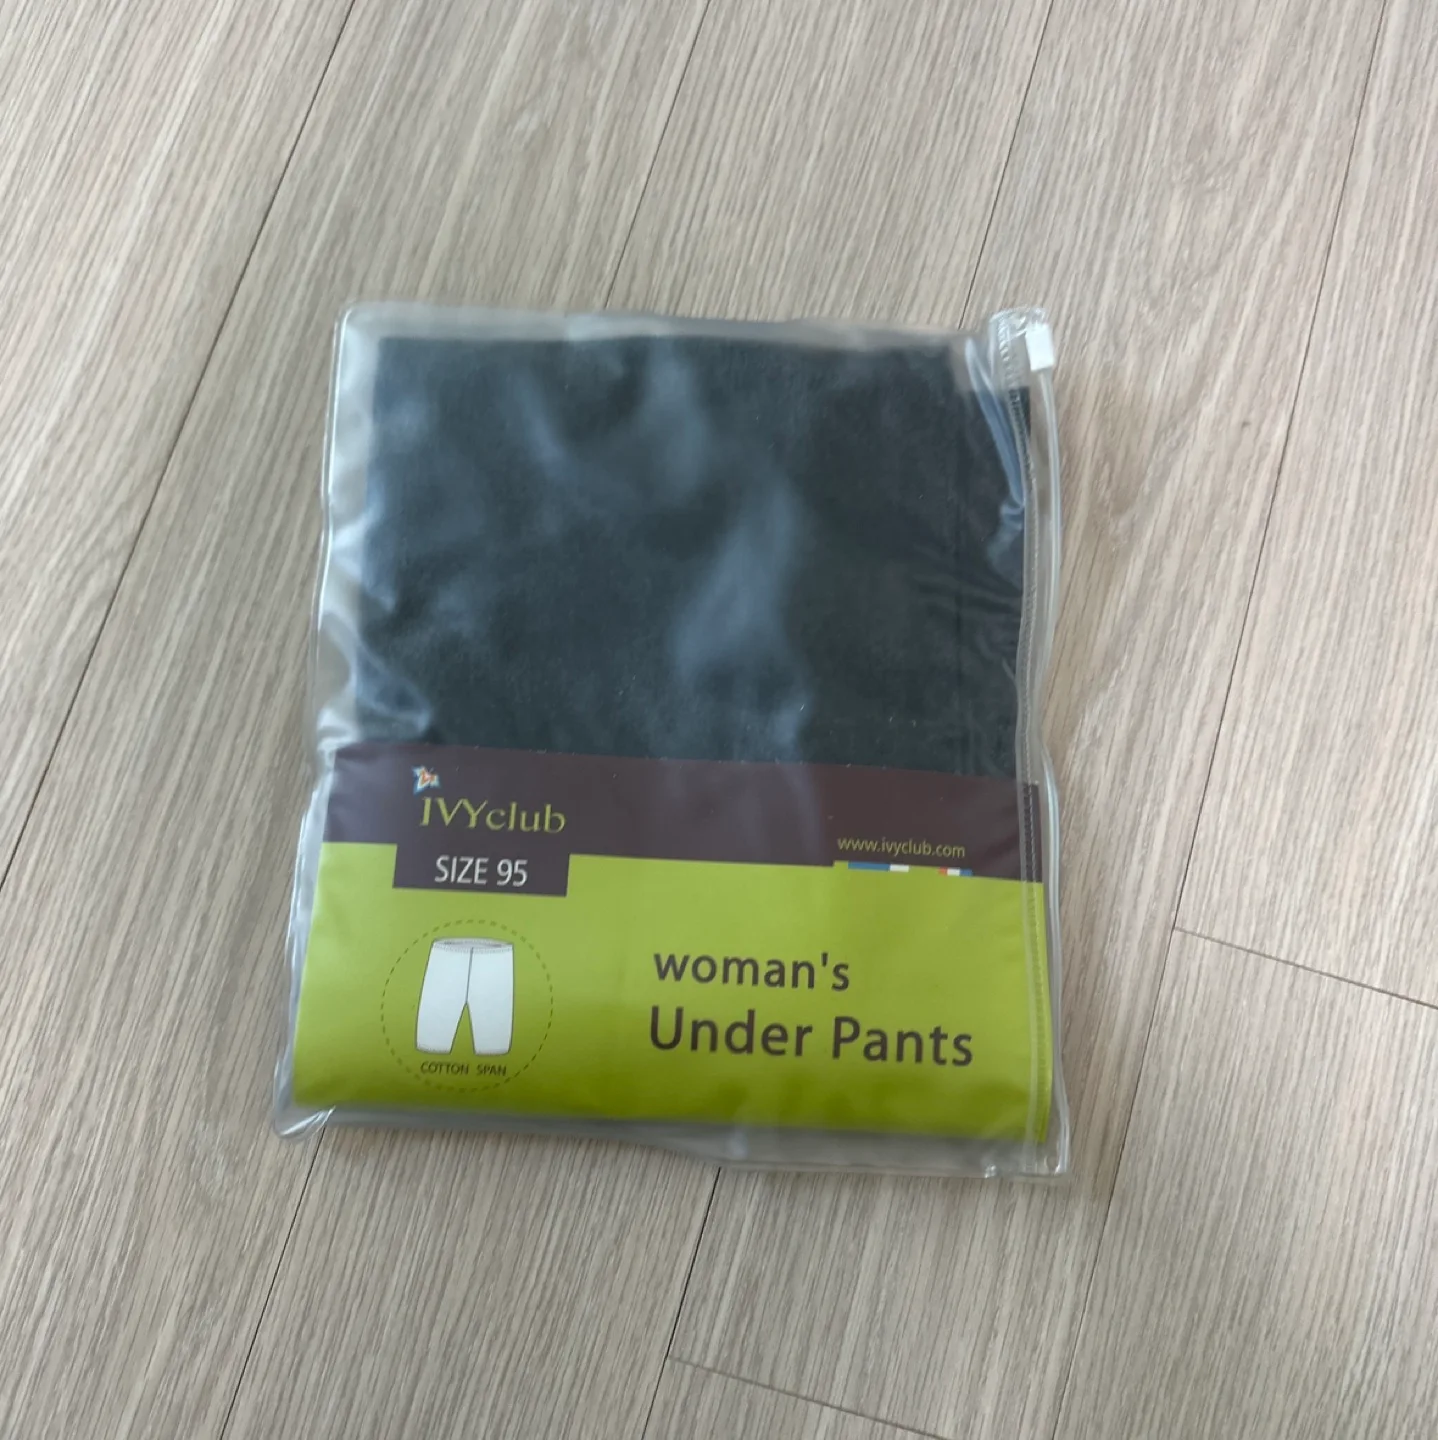 IVYclub
www.ivyclub.com
SIZE 95
woman's
Under Pants
COTTON SPAN